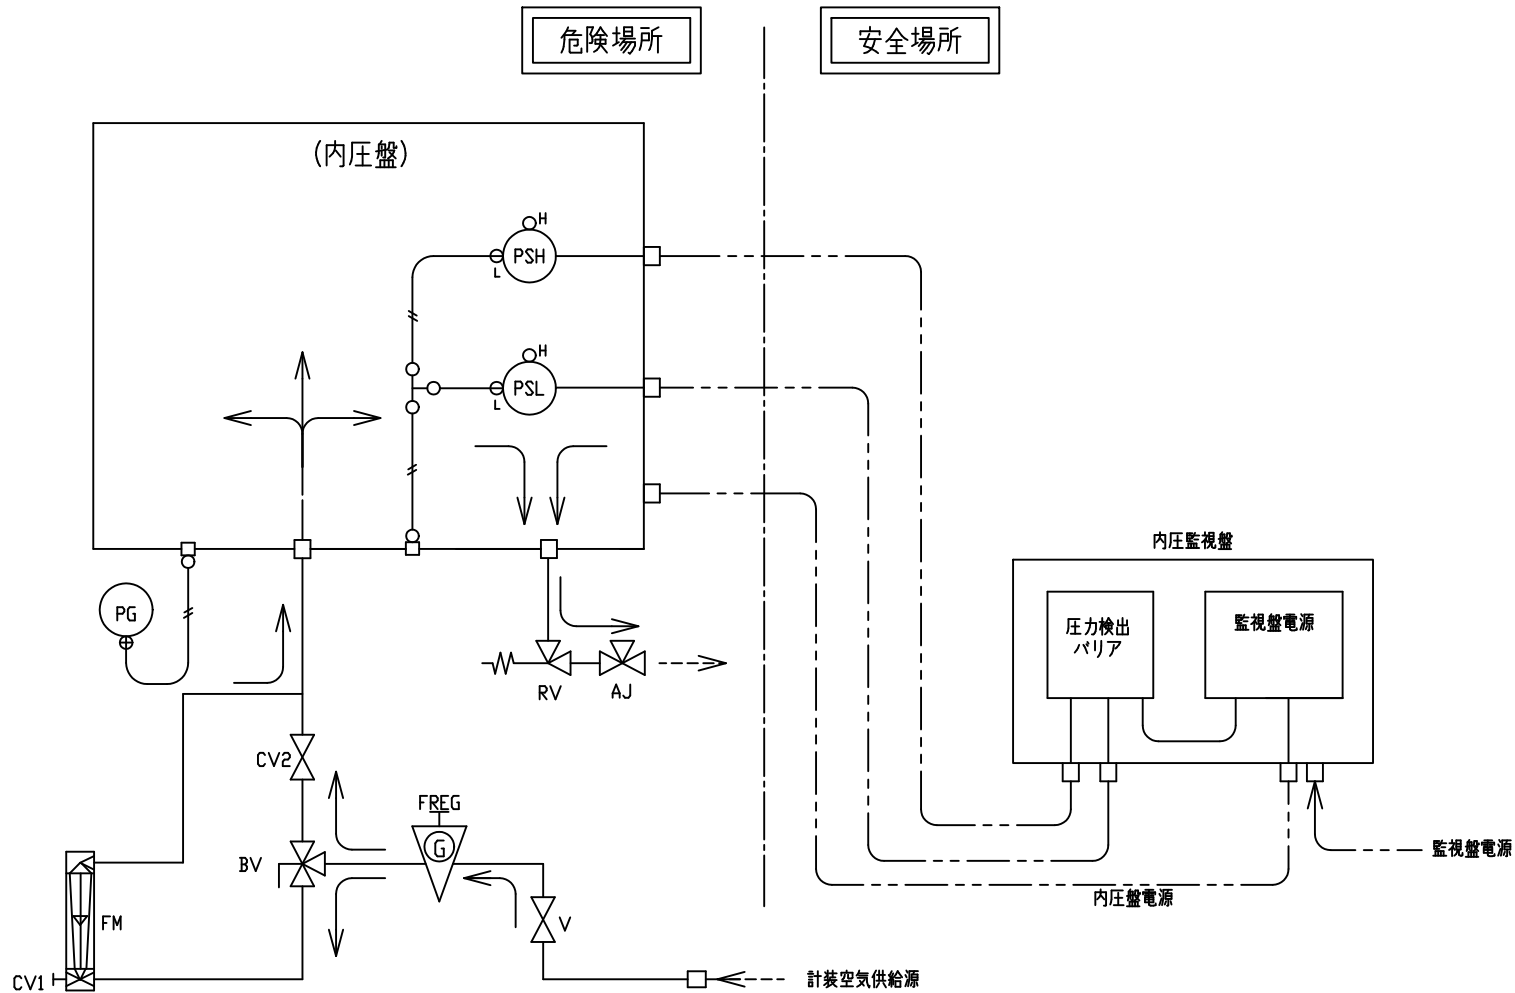 危険場所
安全場所
(内圧盤)
H
PSH
L
H
PSL
L
内圧監視盤
圧力検出
バリア
監視盤電源
PG
RV
AJ
CV2
FREG
G
BV
監視盤電源
内圧盤電源
FM
V
CV1
計装空気供給源